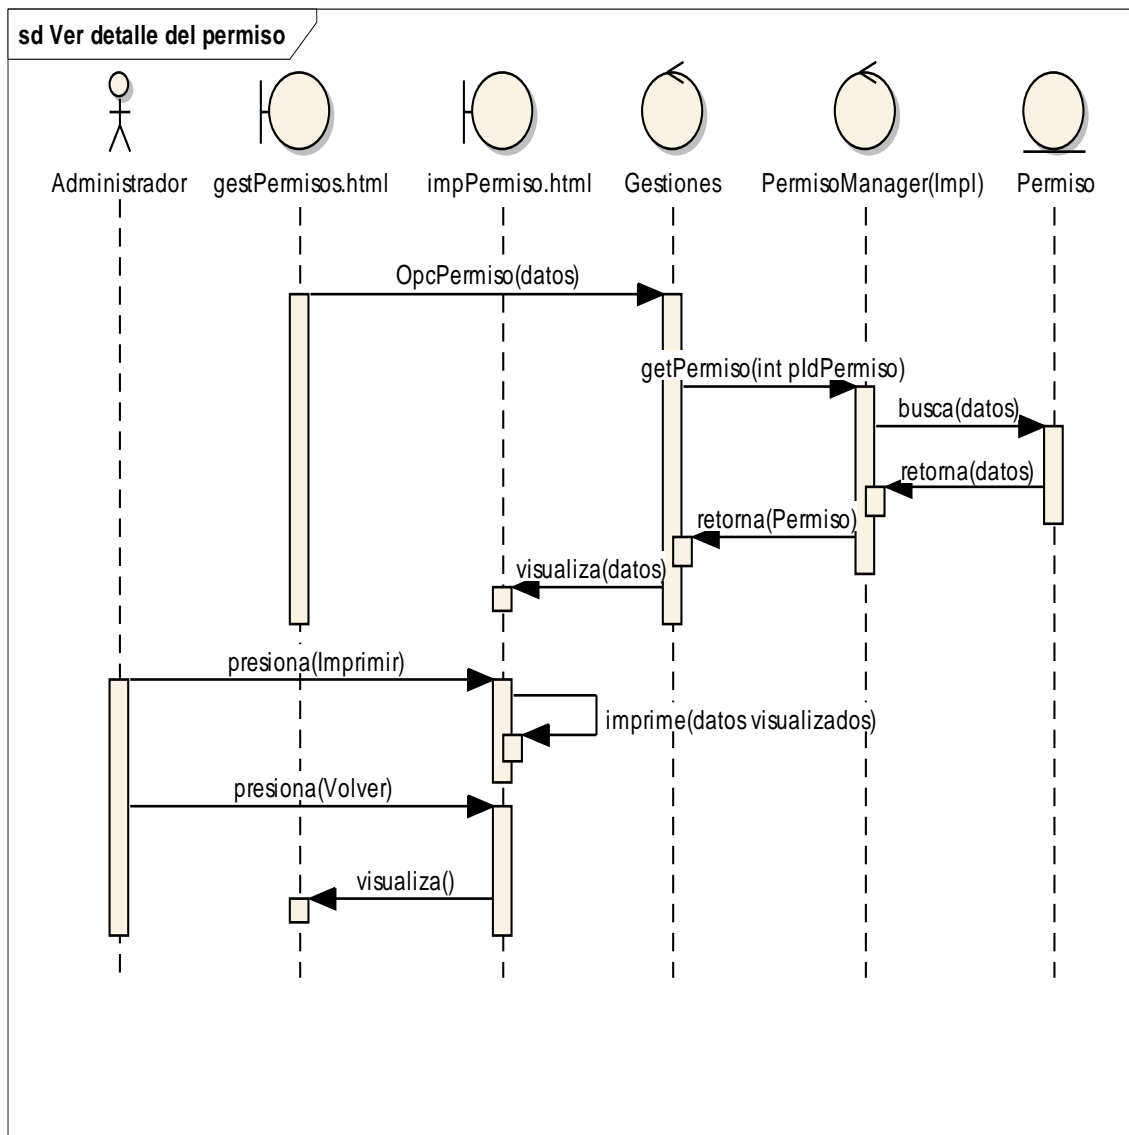 sd Ver detalle del permiso
Administrador
gestPermisos.html
impPermiso.html
Gestiones
PermisoManager(Impl)
Permiso
OpcPermiso(datos)
getPermiso(int pIdPermiso)
busca(datos)
retorna(datos)
retorna(Permiso)
visualiza(datos)
presiona(Imprimir)
imprime(datos visualizados)
presiona(Volver)
visualiza()